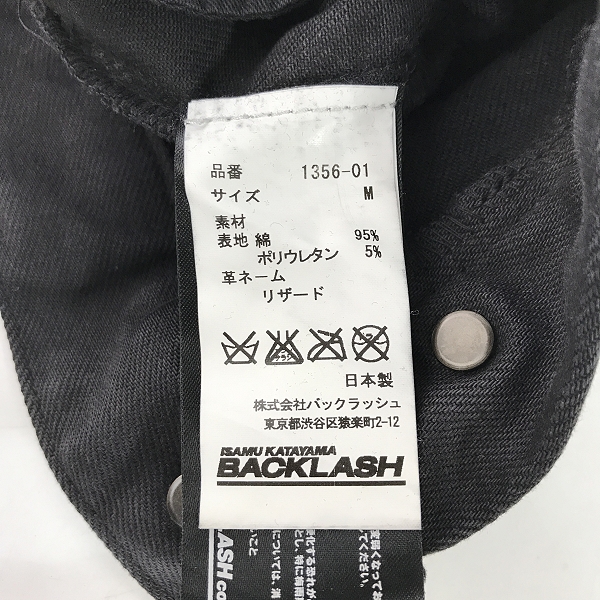 品番 1356-01
サイズ M
素材
表地 綿 95%
ポリウレタン 5%
革ネーム
リザード
日本製
株式会社バックラッシュ
東京都渋谷区猿楽町2-12
ISAMU KATAYAMA
BACKLASH